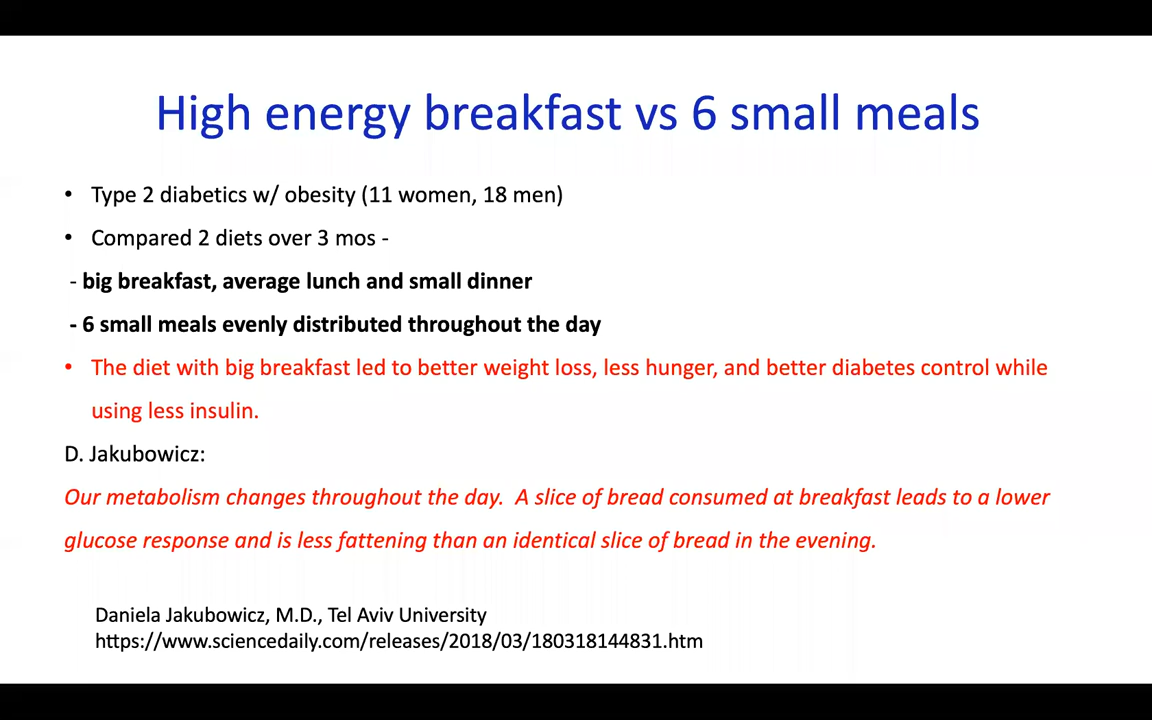 High energy breakfast vs 6 small meals
• Type 2 diabetics w/ obesity (11 women, 18 men)
• Compared 2 diets over 3 mos -
- big breakfast, average lunch and small dinner
- 6 small meals evenly distributed throughout the day
• The diet with big breakfast led to better weight loss, less hunger, and better diabetes control while
using less insulin.
D. Jakubowicz:
Our metabolism changes throughout the day.  A slice of bread consumed at breakfast leads to a lower
glucose response and is less fattening than an identical slice of bread in the evening.
Daniela Jakubowicz, M.D., Tel Aviv University
https://www.sciencedaily.com/releases/2018/03/180318144831.htm